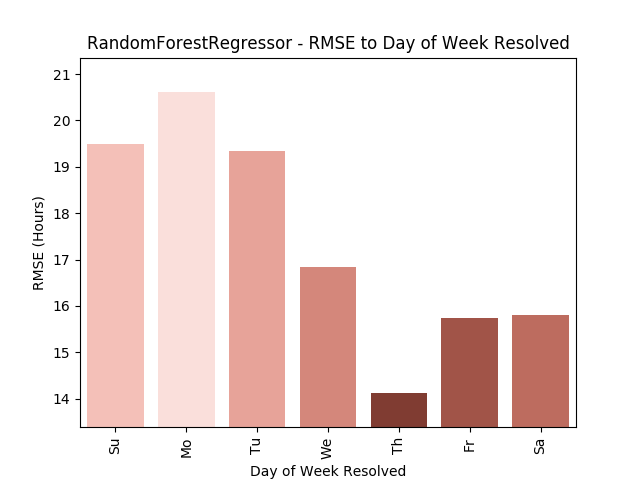 RandomForestRegressor - RMSE to Day of Week Resolved
21
20
19
18
17
16
15
14
RMSE (Hours)
Su
Mo
Tu
We
Th
Fr
Sa
Day of Week Resolved